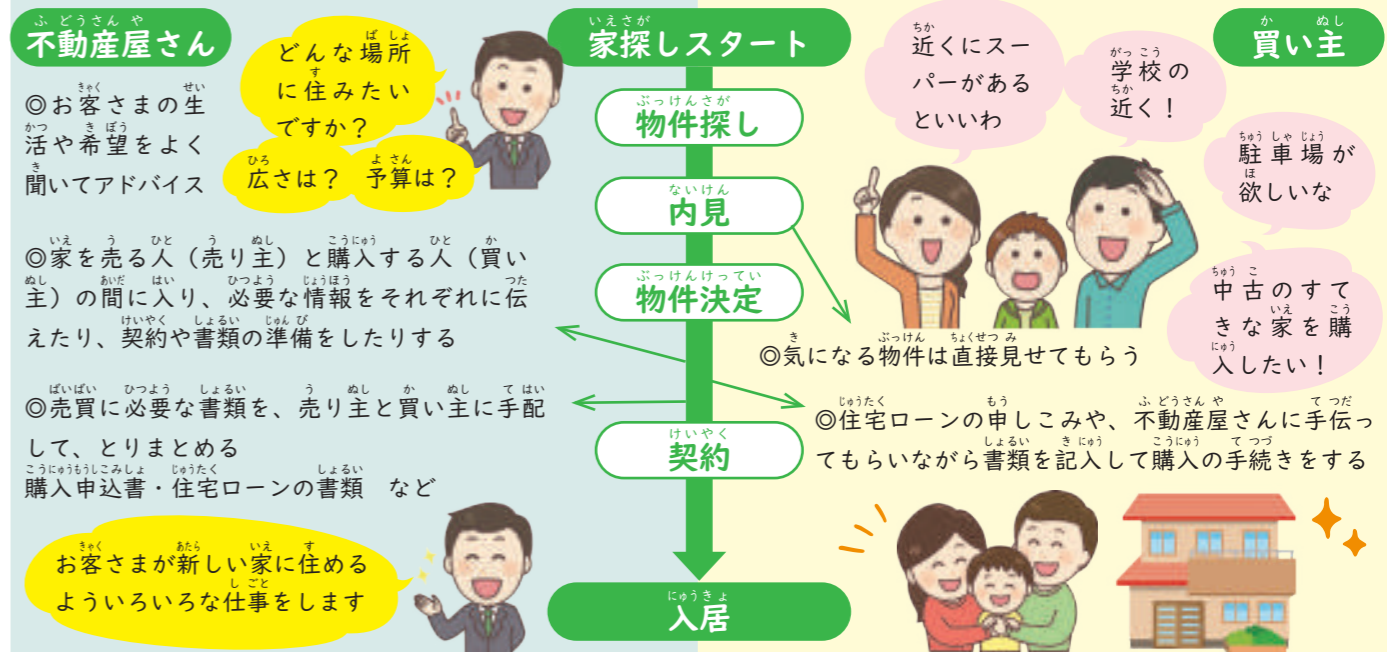 不動産屋さん
どんな場所
に住みたい
ですか？
広さは？ 予算は？
◎お客さまの生
活や希望をよく
聞いてアドバイス
◎家を売る人（売り主）と購入する人（買い
主）の間に入り、必要な情報をそれぞれに伝
えたり、契約や書類の準備をしたりする
◎売買に必要な書類を、売り主と買い主に手配
して、とりまとめる
購入申込書・住宅ローンの書類 など
お客さまが新しい家に住める
よういろいろな仕事をします
家探しスタート
物件探し
内見
物件決定
契約
入居
買い主
近くにスー
パーがある
といいわ
学校の
近く！
駐車場が
欲しいな
中古のすて
きな家を購
入したい！
◎気になる物件は直接見せてもらう
◎住宅ローンの申しこみや、不動産屋さんに手伝っ
てもらいながら書類を記入して購入の手続きをする